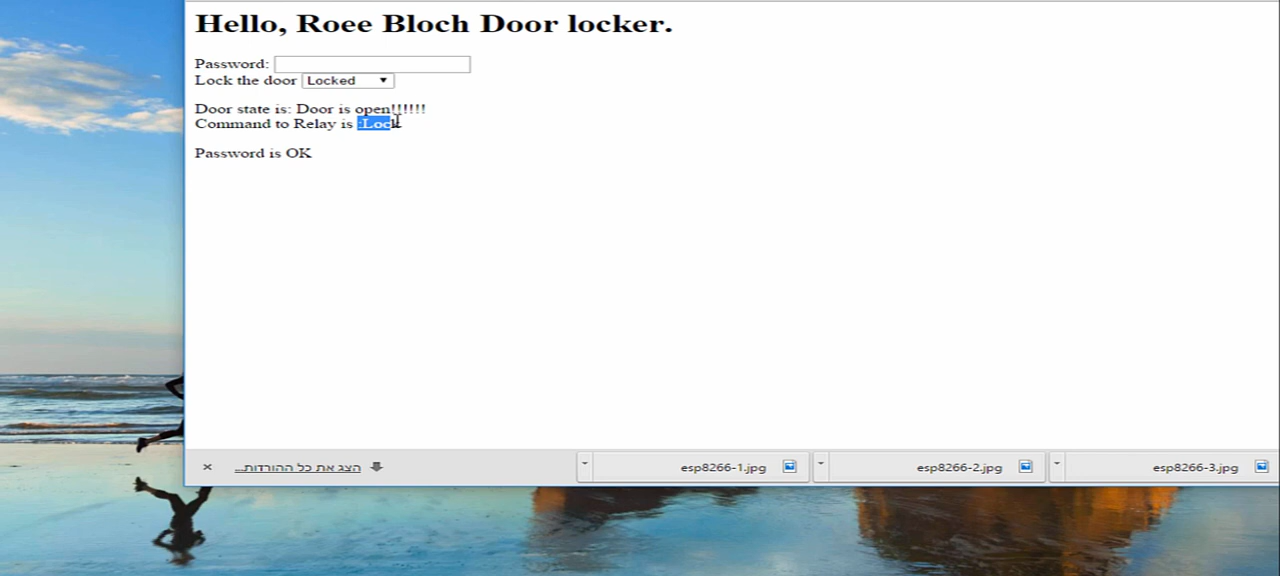 Hello, Roee Bloch Door locker.
Password:
Lock the door Locked
Door state is: Door is open!!!!!!
Command to Relay is :Lock
Password is OK
הצג את כל ההורדות...
esp8266-1.jpg
esp8266-2.jpg
esp8266-3.jpg